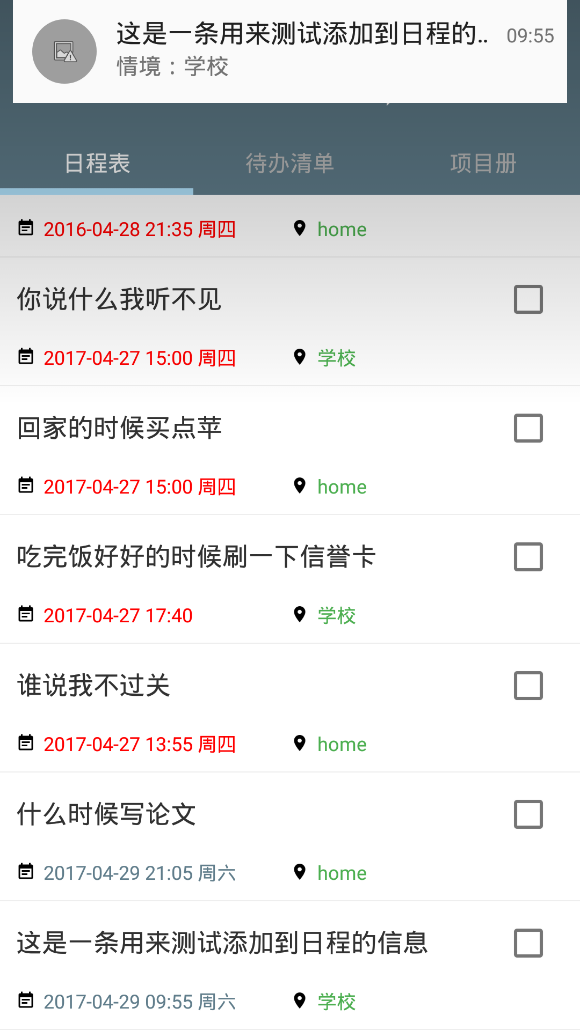 这是一条用来测试添加到日程的.. 09:55
情境：学校
日程表 待办清单 项目册
2016-04-28 21:35 周四 home
你说什么我听不见
2017-04-27 15:00 周四 学校
回家的时候买点苹
2017-04-27 15:00 周四 home
吃完饭好好的时候刷一下信誉卡
2017-04-27 17:40 学校
谁说我不过关
2017-04-27 13:55 周四 home
什么时候写论文
2017-04-29 21:05 周六 home
这是一条用来测试添加到日程的信息
2017-04-29 09:55 周六 学校